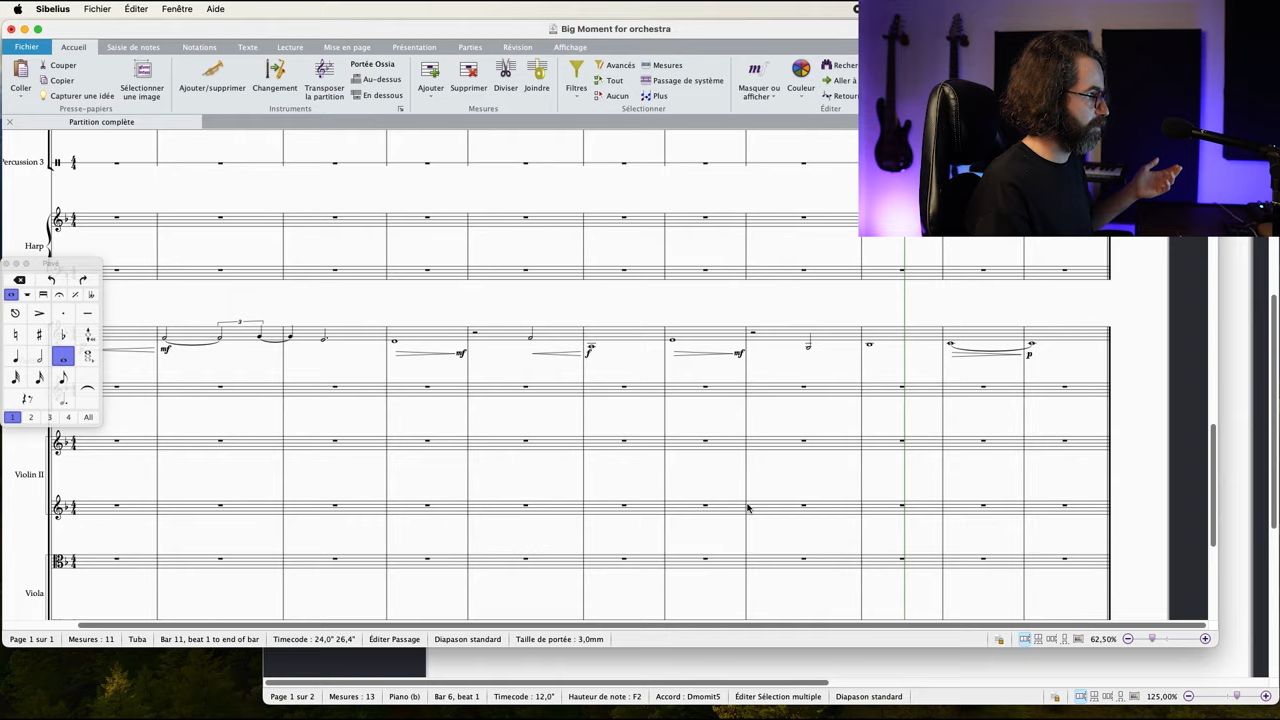 Sibelius Fichier Éditer Fenêtre Aide
Big Moment for orchestra
Fichier Accueil Saisie de notes Notations Texte Lecture Mise en page Présentation Parties Révision Affichage
Coller
Couper
Copier
Capturer une idée
Presse-papiers
Sélectionner
une image
Ajouter/supprimer
Changement
Transposer
la partition
Instruments
Portée Ossia
Au-dessus
En dessous
Ajouter
Supprimer
Diviser
Joindre
Mesures
Filtres
Avancés
Tout
Aucun
Mesures
Passage de système
Plus
Sélectionner
Masquer ou
afficher
Couleur
Aller à
Éditer
Partition complète
Percussion 3
Harp
Pavé
1 2 3 4 All
3
mf
mf
f
mf
p
Violin II
Viola
Page 1 sur 1 Mesures : 11 Tuba Bar 11, beat 1 to end of bar Timecode : 24,0" 26,4" Éditer Passage Diapason standard Taille de portée : 3,0mm 62,50%
Page 1 sur 2 Mesures : 13 Piano (b) Bar 6, beat 1 Timecode : 12,0" Hauteur de note : F2 Accord : Dmomit5 Éditer Sélection multiple Diapason standard 125,00%